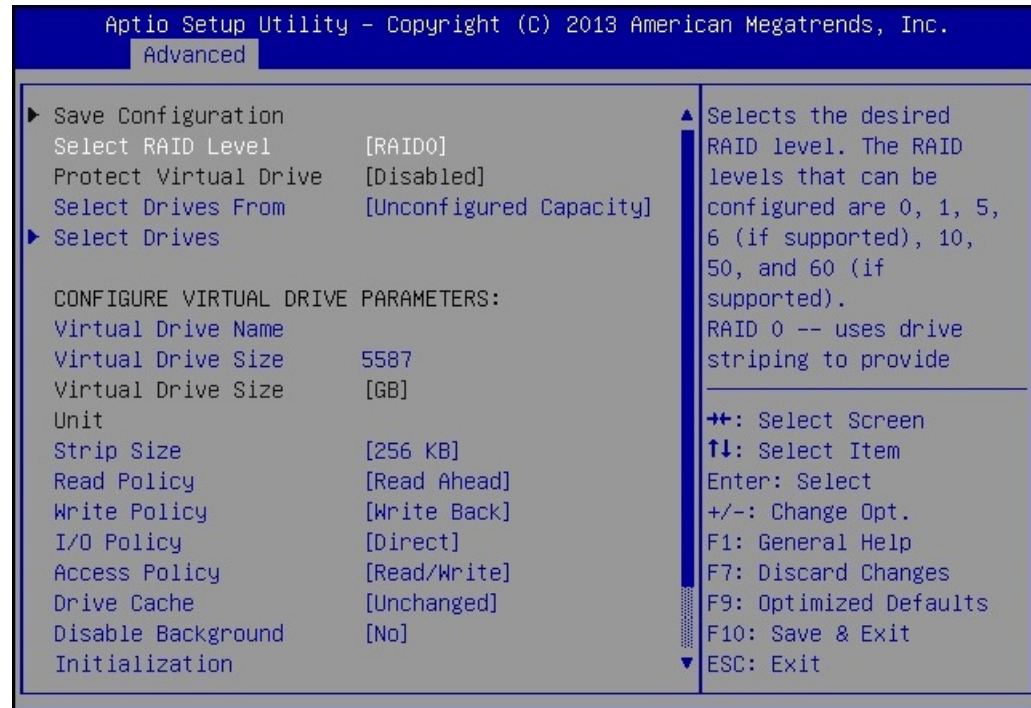 Aptio Setup Utility – Copyright (C) 2013 American Megatrends, Inc.
Advanced
▶ Save Configuration
Select RAID Level [RAID0]
Protect Virtual Drive [Disabled]
Select Drives From [Unconfigured Capacity]
▶ Select Drives
CONFIGURE VIRTUAL DRIVE PARAMETERS:
Virtual Drive Name
Virtual Drive Size 5587
Virtual Drive Size [GB]
Unit
Strip Size [256 KB]
Read Policy [Read Ahead]
Write Policy [Write Back]
I/O Policy [Direct]
Access Policy [Read/Write]
Drive Cache [Unchanged]
Disable Background [No]
Initialization
Selects the desired
RAID level. The RAID
levels that can be
configured are 0, 1, 5,
6 (if supported), 10,
50, and 60 (if
supported).
RAID 0 -- uses drive
striping to provide
→←: Select Screen
↑↓: Select Item
Enter: Select
+/-: Change Opt.
F1: General Help
F7: Discard Changes
F9: Optimized Defaults
F10: Save & Exit
ESC: Exit